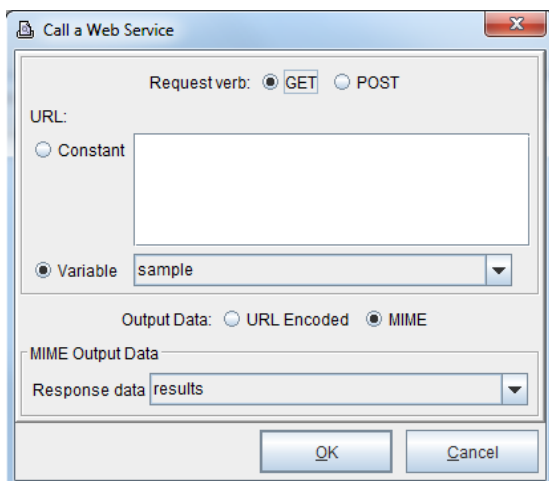 Call a Web Service
Request verb: GET POST
URL:
Constant
Variable sample
Output Data: URL Encoded MIME
MIME Output Data
Response data results
OK Cancel